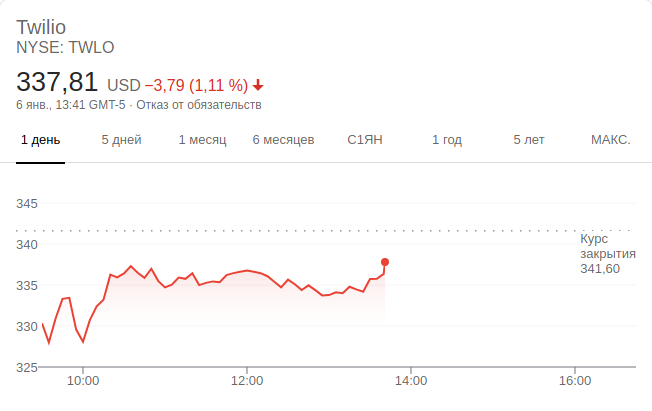 Twilio
NYSE: TWLO
337,81 USD −3,79 (1,11 %)
6 янв., 13:41 GMT-5 · Отказ от обязательств
1 день 5 дней 1 месяц 6 месяцев С1ЯН 1 год 5 лет МАКС.
345
340
335
330
325
Курс
закрытия
341,60
10:00 12:00 14:00 16:00